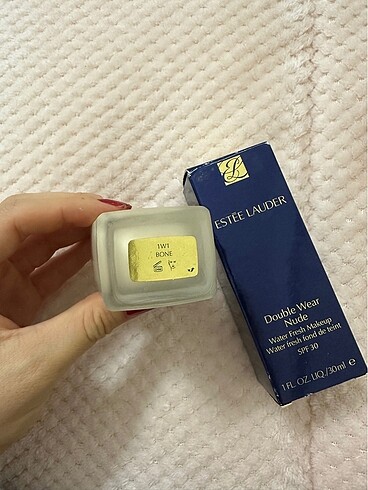 1W1
BONE
ESTĒE LAUDER
Double Wear
Nude
Water Fresh Makeup
Water fresh fond de teint
SPF 30
1 FL. OZ. LIQ./30ml e